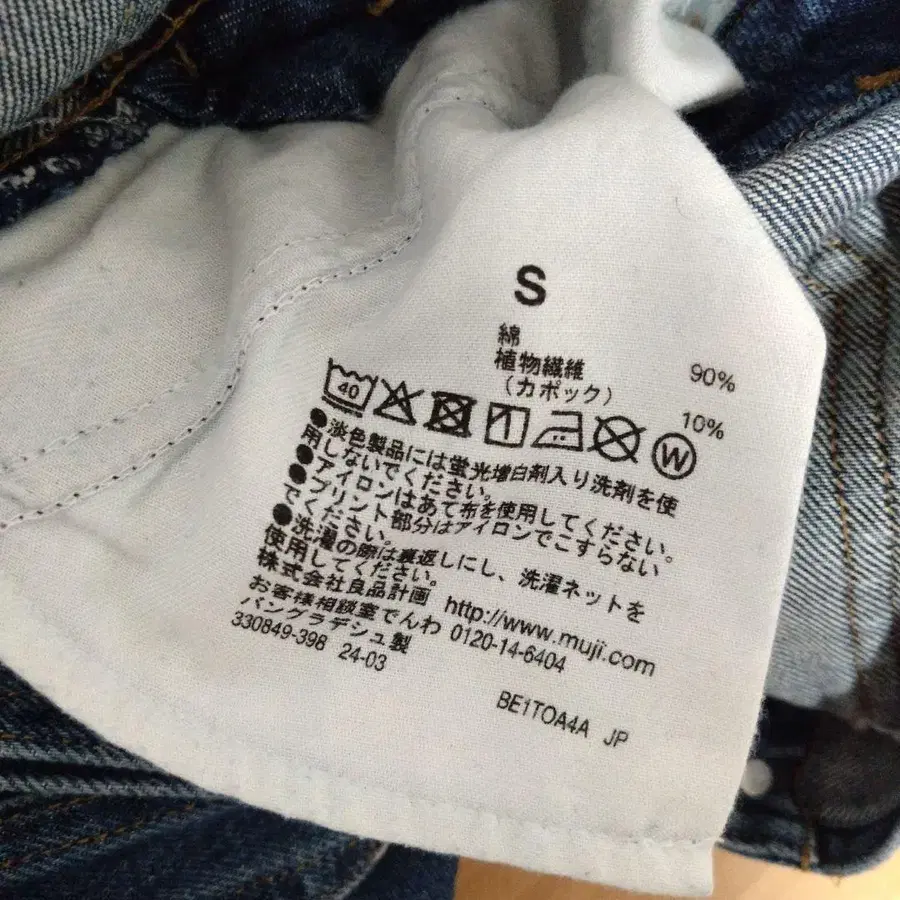 S
綿 90%
植物繊維
（カポック） 10%
40 W
●淡色製品には蛍光増白剤入り洗剤を使
用しないでください。
●アイロンはあて布を使用してください。
●プリント部分はアイロンでこすらない
でください。
●洗濯の際は裏返しにし、洗濯ネットを
使用してください。
株式会社良品計画 http://www.muji.com
お客様相談室でんわ 0120-14-6404
バングラデシュ製
330849-398 24-03
BE1TOA4A JP